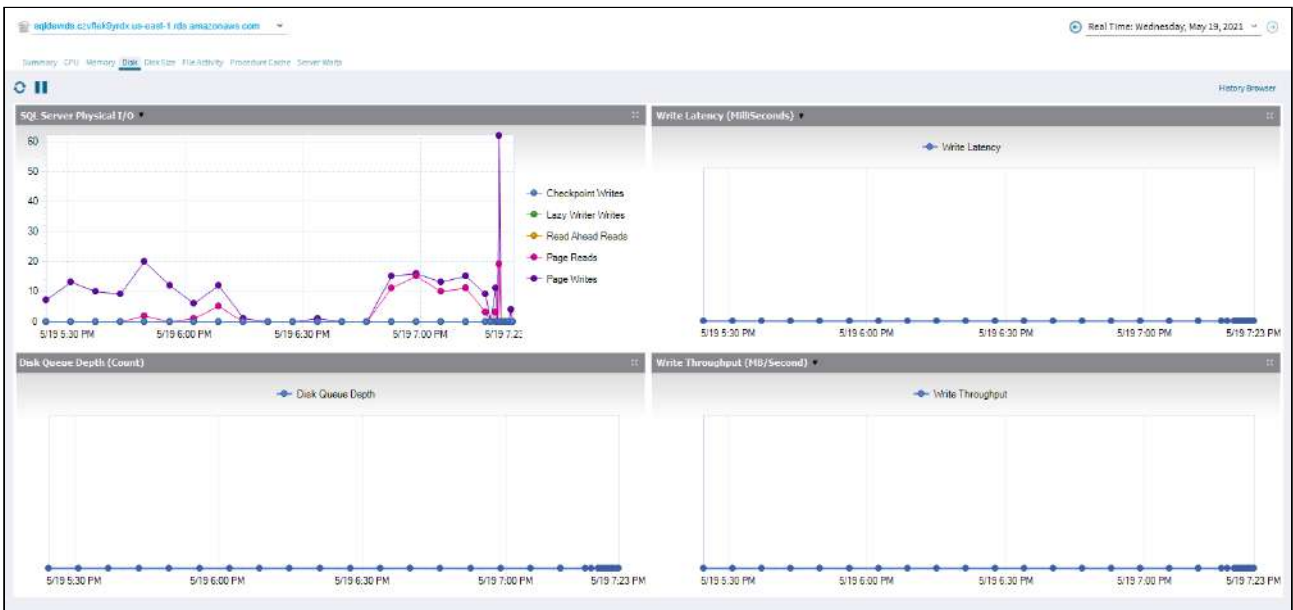 Real Time: Wednesday, May 19, 2021
Summary CPU Memory Disk Disk Size File Activity Procedure Cache Server Waits
History Browser
SQL Server Physical I/O
60
50
40
30
20
10
0
5/19 5:30 PM 5/19 6:00 PM 5/19 6:30 PM 5/19 7:00 PM 5/19 7:23
Checkpoint Writes
Lazy Writer Writes
Read Ahead Reads
Page Reads
Page Writes
Write Latency (MilliSeconds)
Write Latency
5/19 5:30 PM 5/19 6:00 PM 5/19 6:30 PM 5/19 7:00 PM 5/19 7:23 PM
Disk Queue Depth (Count)
Disk Queue Depth
5/19 5:30 PM 5/19 6:00 PM 5/19 6:30 PM 5/19 7:00 PM 5/19 7:23 PM
Write Throughput (MB/Second)
Write Throughput
5/19 5:30 PM 5/19 6:00 PM 5/19 6:30 PM 5/19 7:00 PM 5/19 7:23 PM